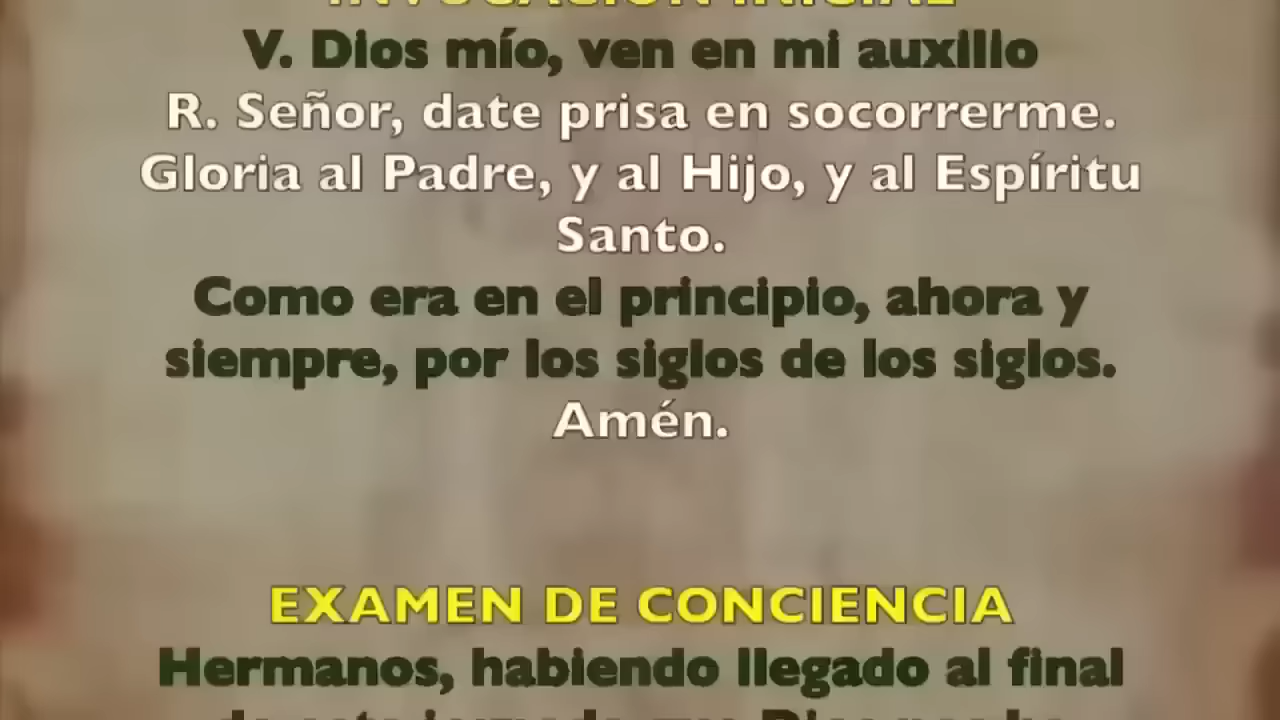 INVOCACIÓN INICIAL
V. Dios mío, ven en mi auxilio
R. Señor, date prisa en socorrerme.
Gloria al Padre, y al Hijo, y al Espíritu
Santo.
Como era en el principio, ahora y
siempre, por los siglos de los siglos.
Amén.
EXAMEN DE CONCIENCIA
Hermanos, habiendo llegado al final